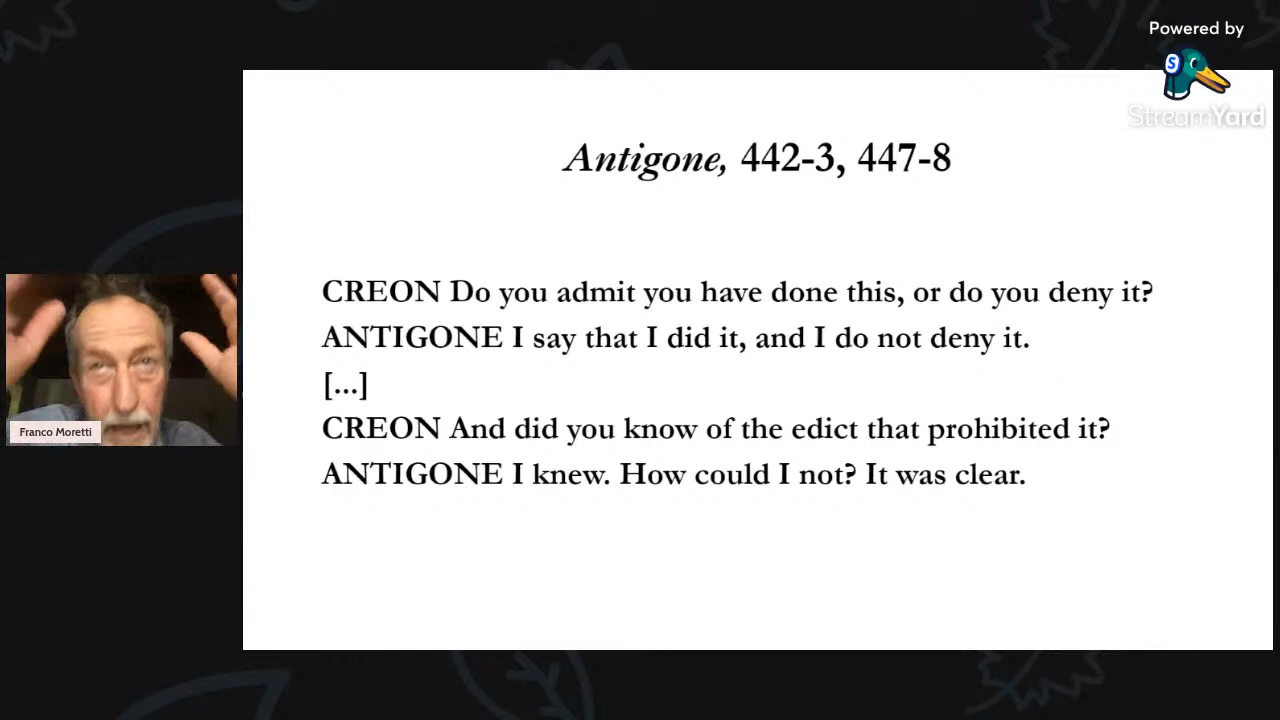 Powered by
StreamYard
Antigone, 442-3, 447-8
CREON Do you admit you have done this, or do you deny it?
ANTIGONE I say that I did it, and I do not deny it.
[...]
CREON And did you know of the edict that prohibited it?
ANTIGONE I knew. How could I not? It was clear.
Franco Moretti